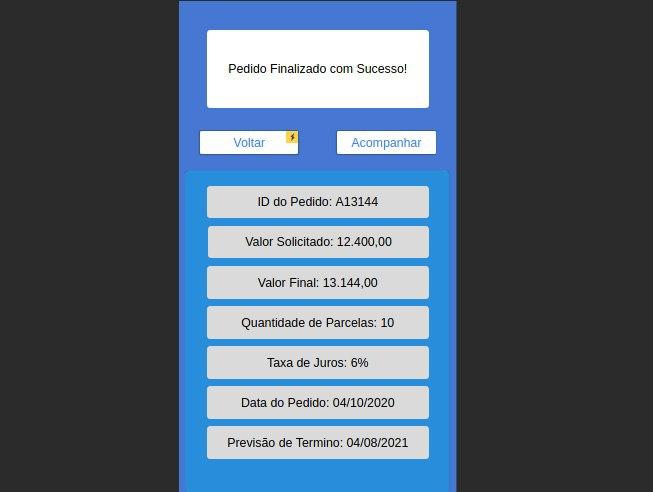 Pedido Finalizado com Sucesso!
Voltar
Acompanhar
ID do Pedido: A13144
Valor Solicitado: 12.400,00
Valor Final: 13.144,00
Quantidade de Parcelas: 10
Taxa de Juros: 6%
Data do Pedido: 04/10/2020
Previsão de Termino: 04/08/2021